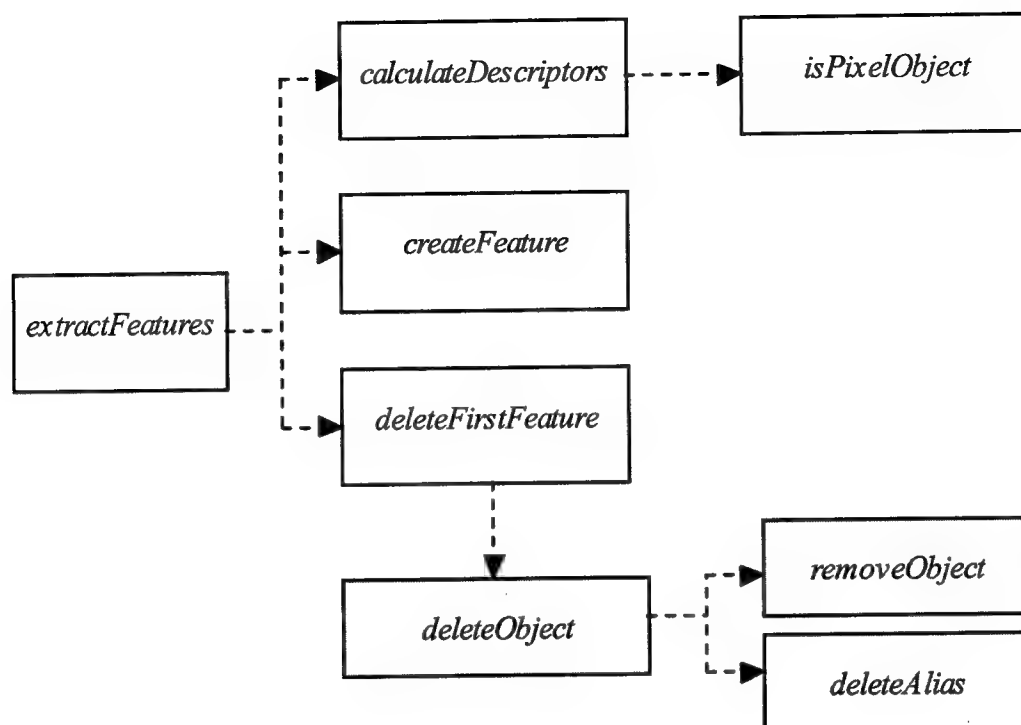 calculateDescriptors
isPixelObject
createFeature
extractFeatures
deleteFirstFeature
removeObject
deleteObject
deleteAlias